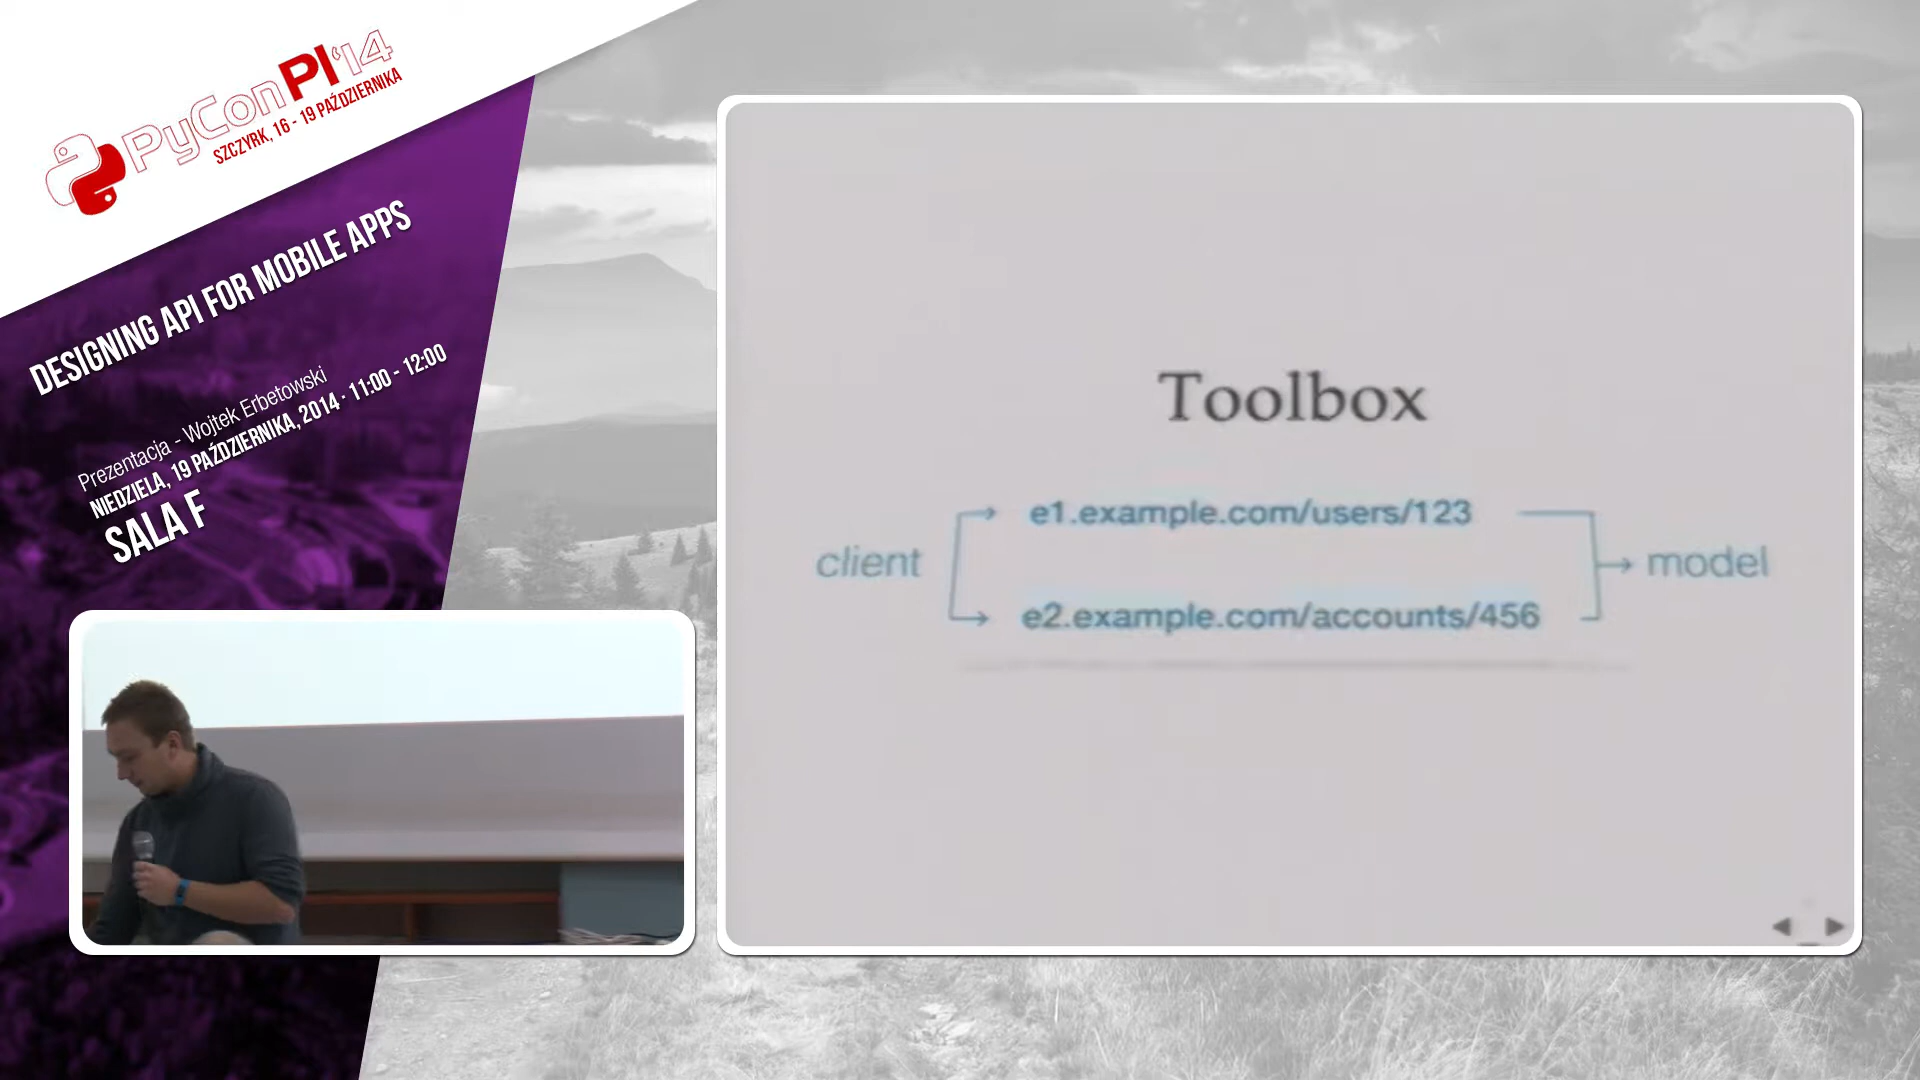 PyConPl'14
SZCZYRK, 16 - 19 PAŹDZIERNIKA
DESIGNING API FOR MOBILE APPS
Prezentacja - Wojtek Erbetowski
NIEDZIELA, 19 PAŹDZIERNIKA, 2014 · 11:00 - 12:00
SALA F
Toolbox
e1.example.com/users/123
client
model
e2.example.com/accounts/456